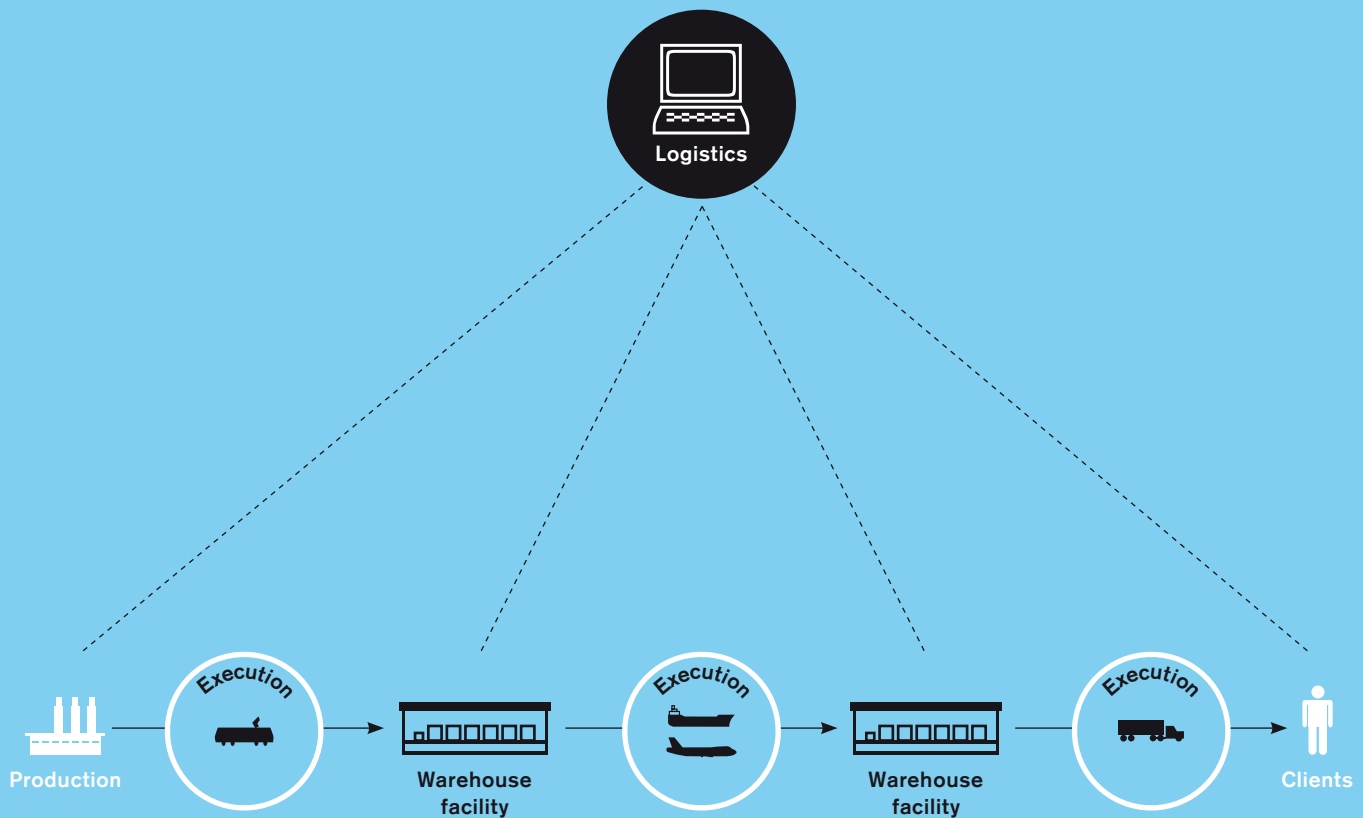 Logistics
Execution
Execution
Execution
Production
Warehouse
facility
Warehouse
facility
Clients